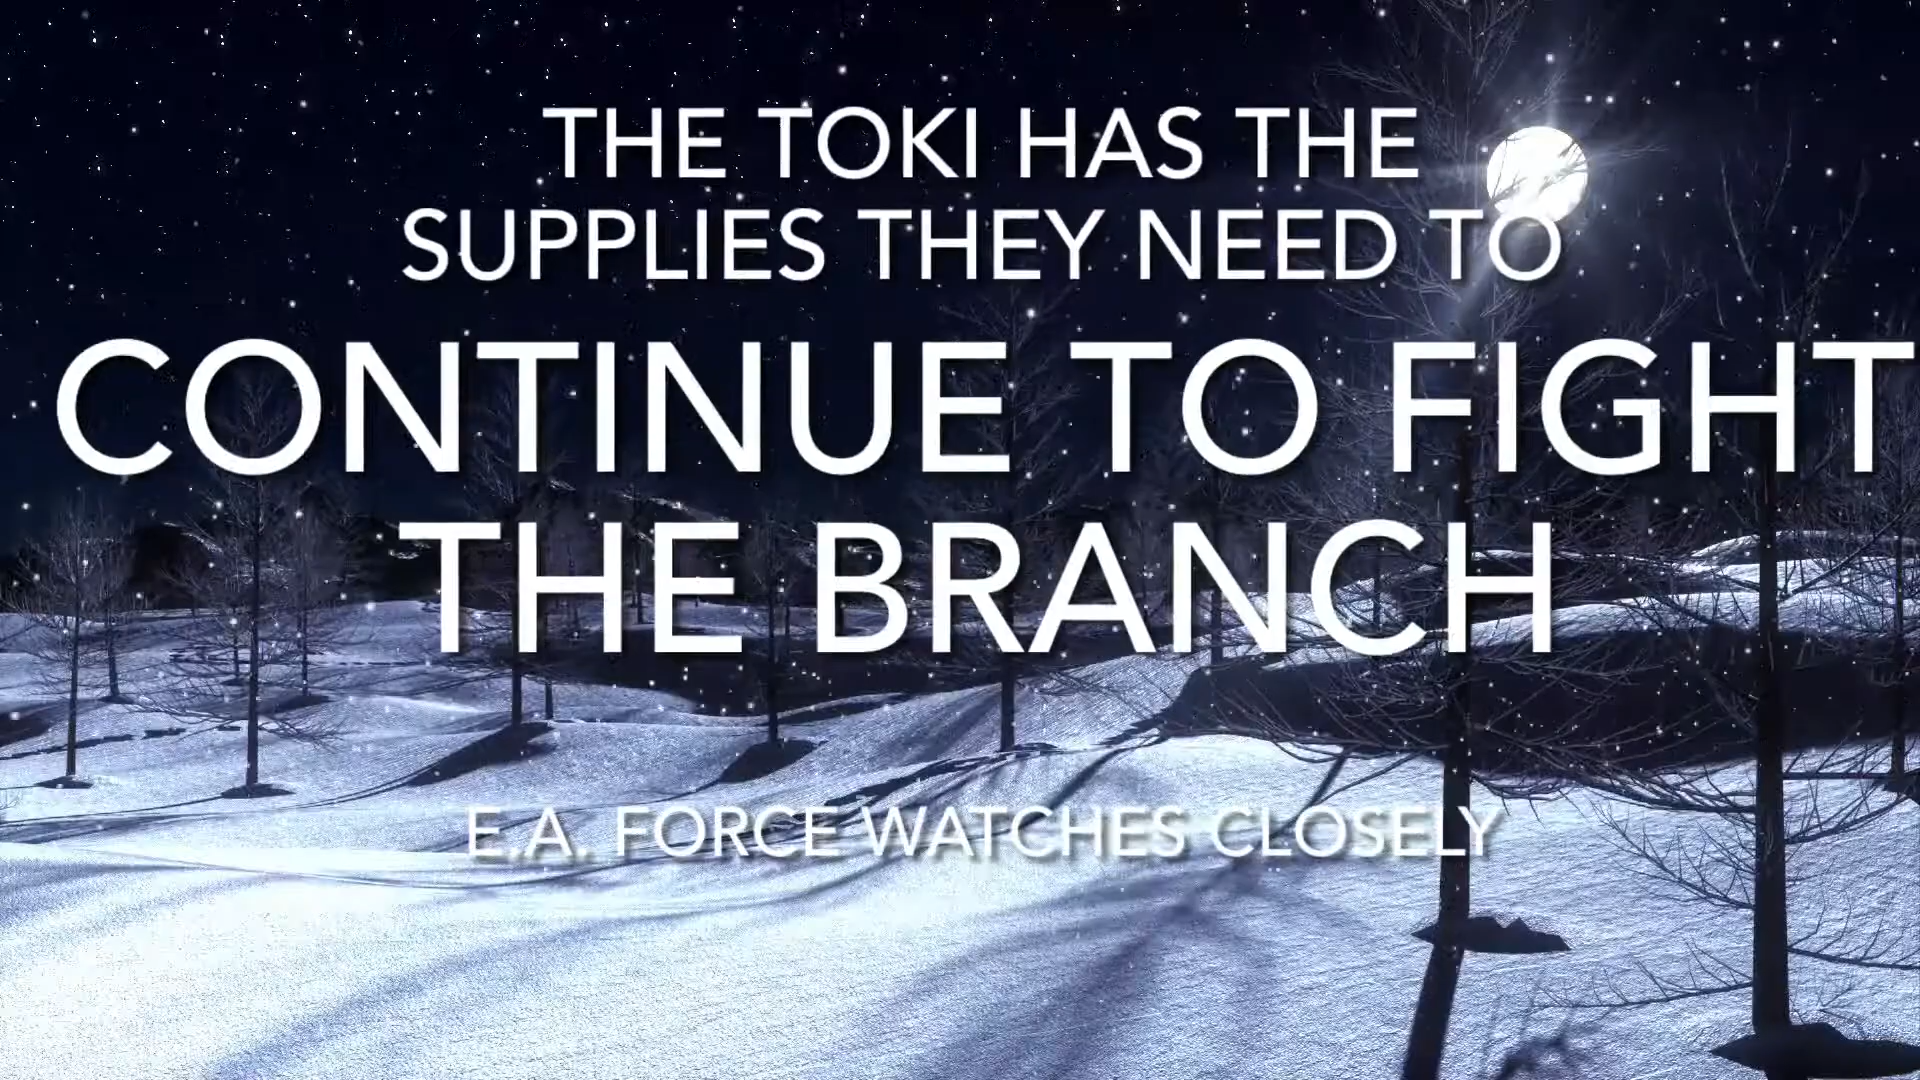 THE TOKI HAS THE
SUPPLIES THEY NEED TO
CONTINUE TO FIGHT
THE BRANCH
E.A. FORCE WATCHES CLOSELY